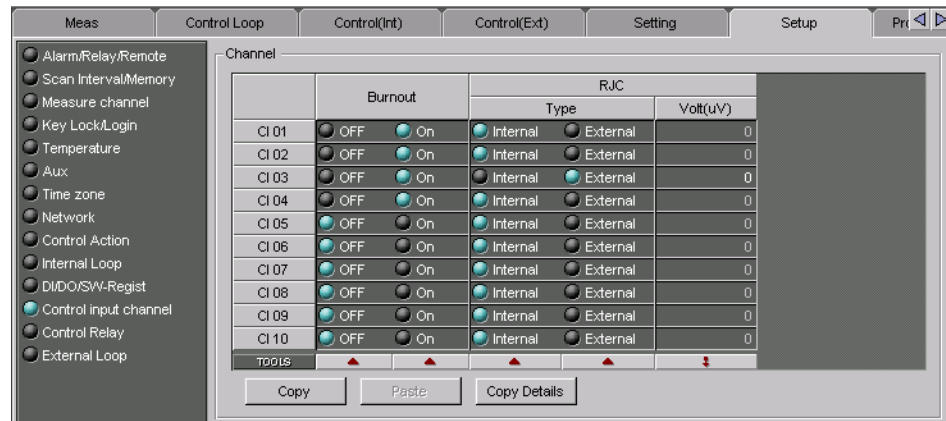 Meas Control Loop Control(Int) Control(Ext) Setting Setup
Alarm/Relay/Remote
Scan Interval/Memory
Measure channel
Key Lock/Login
Temperature
Aux
Time zone
Network
Control Action
Internal Loop
DI/DO/SW-Regist
Control input channel
Control Relay
External Loop
Channel
Burnout RJC
Type Volt(uV)
CI 01 OFF On Internal External 0
CI 02 OFF On Internal External 0
CI 03 OFF On Internal External 0
CI 04 OFF On Internal External 0
CI 05 OFF On Internal External 0
CI 06 OFF On Internal External 0
CI 07 OFF On Internal External 0
CI 08 OFF On Internal External 0
CI 09 OFF On Internal External 0
CI 10 OFF On Internal External 0
TOOLS
Copy Paste Copy Details